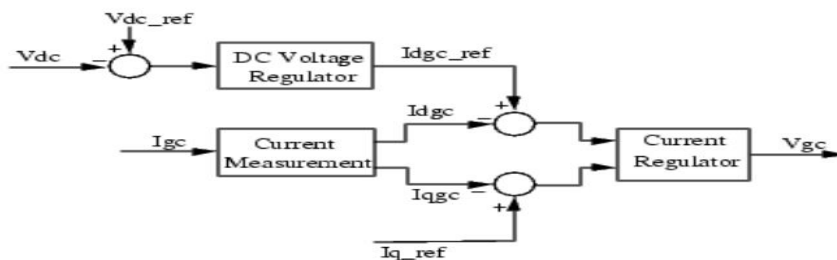 Vdc_ref
Vdc
+
−
DC Voltage
Regulator
Idgc_ref
Idgc
+
−
Igc
Current
Measurement
Current
Regulator
Vgc
Iqgc
−
+
Iq_ref